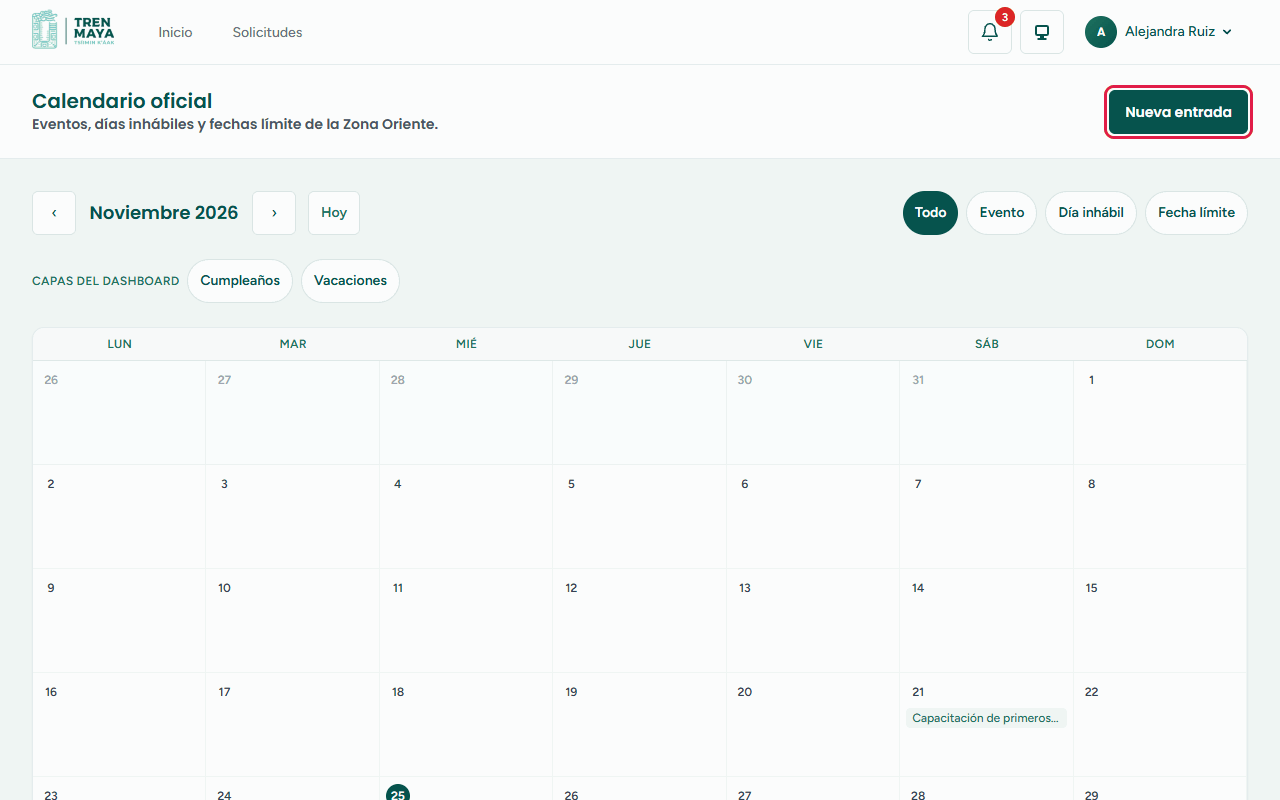 TREN
MAYA
TSÍIMIN K'ÁAK
Inicio
Solicitudes
3
A
Alejandra Ruiz
Calendario oficial
Eventos, días inhábiles y fechas límite de la Zona Oriente.
Nueva entrada
‹
Noviembre 2026
›
Hoy
Todo
Evento
Día inhábil
Fecha límite
CAPAS DEL DASHBOARD
Cumpleaños
Vacaciones
LUN MAR MIÉ JUE VIE SÁB DOM
26 27 28 29 30 31 1
2 3 4 5 6 7 8
9 10 11 12 13 14 15
16 17 18 19 20 21 22
Capacitación de primeros...
23 24 25 26 27 28 29